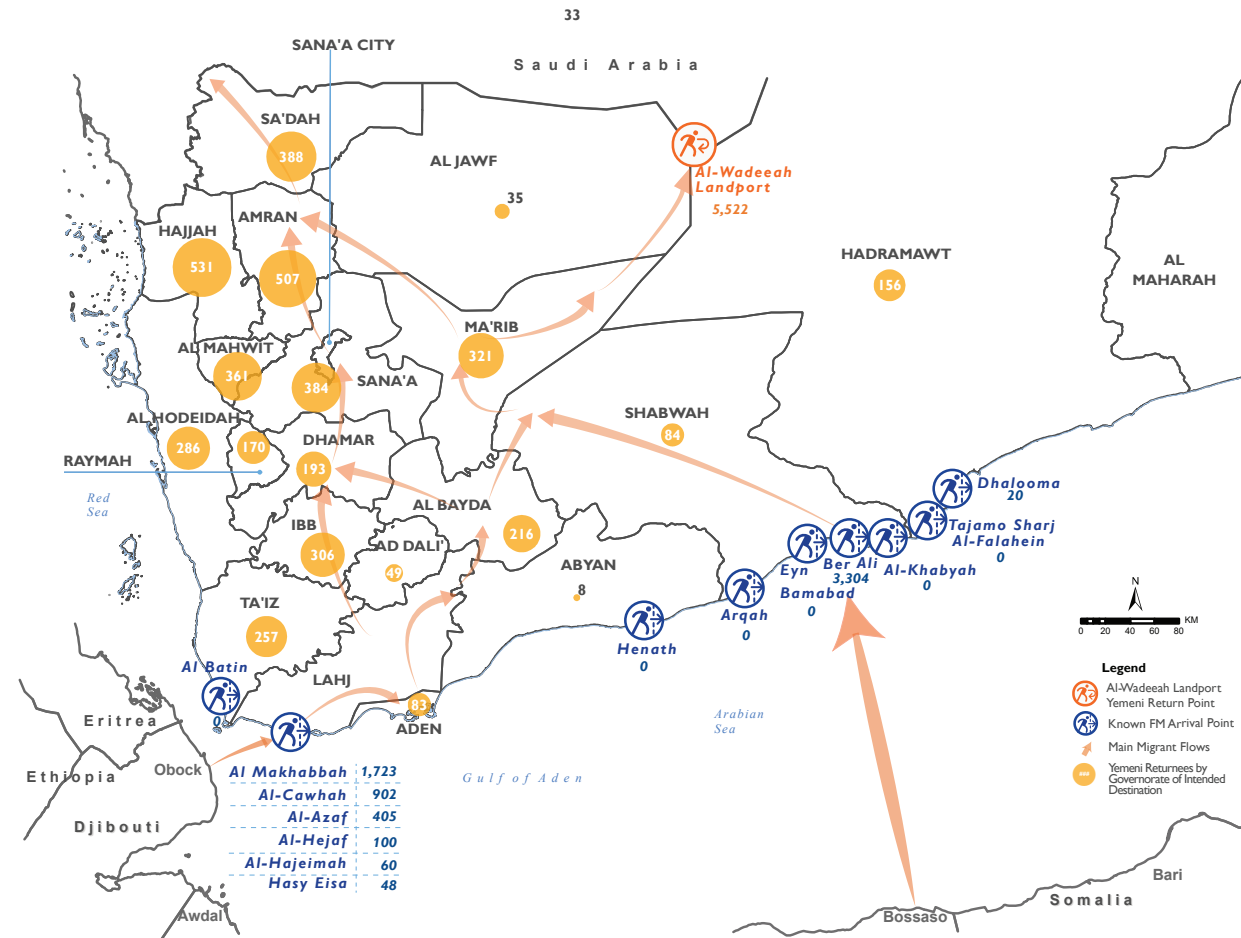 33
SANA'A CITY
Saudi Arabia
SA'DAH
388
AL JAWF
35
Al-Wadeeah
Landport
5,522
HAJJAH
531
AMRAN
507
HADRAMAWT
156
AL
MAHARAH
MA'RIB
321
AL MAHWIT
361
384
SANA'A
SHABWAH
84
AL HODEIDAH
286
170
DHAMAR
193
RAYMAH
Red
Sea
IBB
306
AL BAYDA
216
AD DALI'
49
ABYAN
8
Dhalooma
20
Tajamo Sharj
Al-Falahein
0
Al-Khabyah
0
Ber Ali
3,304
Eyn
Bamabad
0
Arqah
0
Henath
0
TA'IZ
257
Al Batin
0
LAHJ
83
ADEN
Eritrea
Ethiopia
Obock
Djibouti
Awdal
Gulf of Aden
Arabian
Sea
Al Makhabbah 1,723
Al-Cawhah 902
Al-Azaf 405
Al-Hejaf 100
Al-Hajeimah 60
Hasy Eisa 48
N
0 20 40 60 80 KM
Legend
Al-Wadeeah Landport
Yemeni Return Point
Known FM Arrival Point
Main Migrant Flows
###
Yemeni Returnees by
Governorate of Intended
Destination
Bari
Somalia
Bossaso